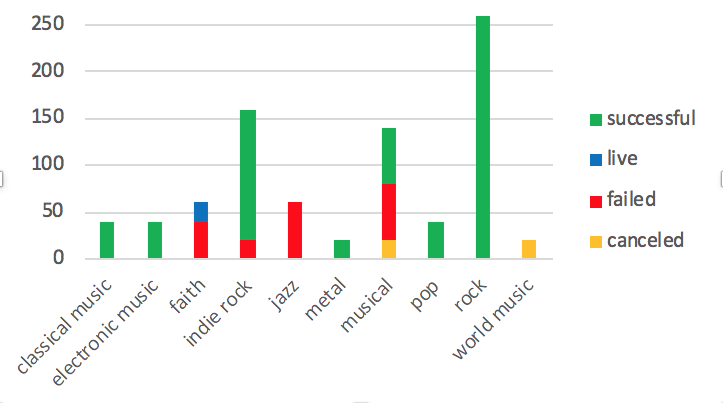 250
200
150
100
50
0
classical music
electronic music
faith
indie rock
jazz
metal
musical
pop
rock
world music
successful
live
failed
canceled